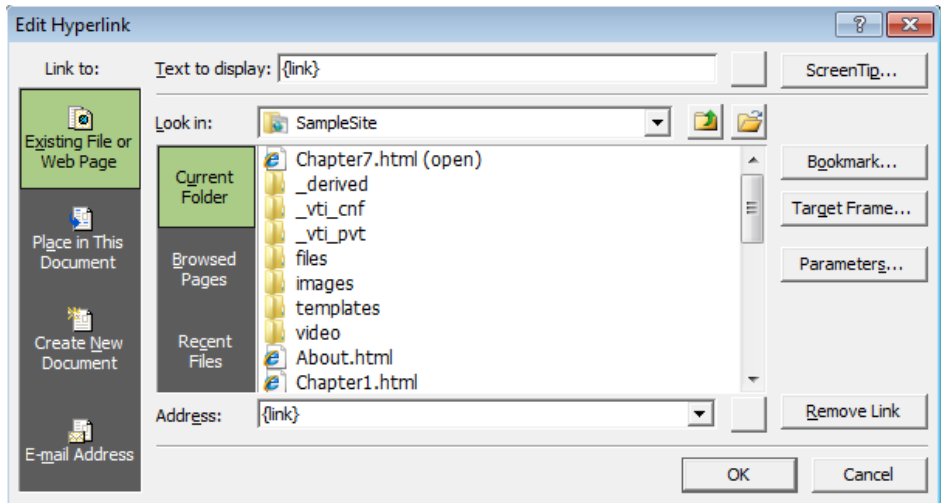 Edit Hyperlink
Link to:
Text to display: {link}
ScreenTip...
Existing File or
Web Page
Place in This
Document
Create New
Document
E-mail Address
Look in: SampleSite
Current
Folder
Browsed
Pages
Recent
Files
Chapter7.html (open)
_derived
_vti_cnf
_vti_pvt
files
images
templates
video
About.html
Chapter1.html
Bookmark...
Target Frame...
Parameters...
Address: {link}
Remove Link
OK
Cancel